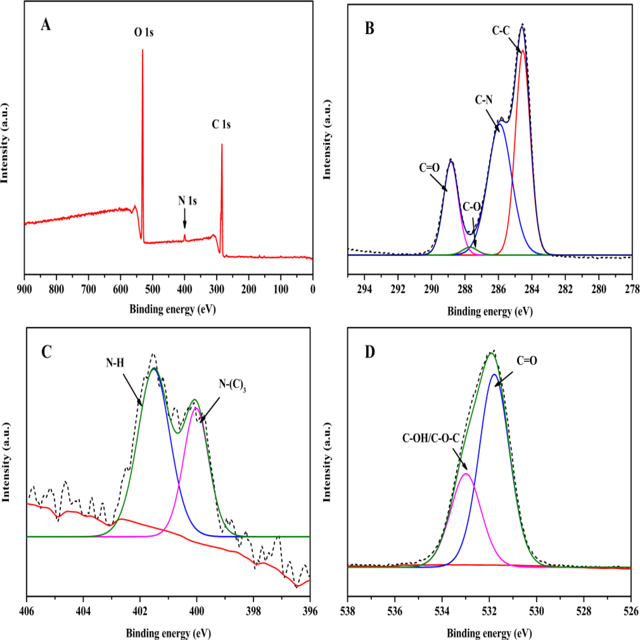 A
O 1s
C 1s
N 1s
Intensity (a.u.)
900 800 700 600 500 400 300 200 100 0
Binding energy (eV)
B
C-C
C-N
C=O
C-O
Intensity (a.u.)
294 292 290 288 286 284 282 280 278
Binding energy (eV)
C
N-H
N-(C)3
Intensity (a.u.)
406 404 402 400 398 396
Binding energy (eV)
D
C=O
C-OH/C-O-C
Intensity (a.u.)
538 536 534 532 530 528 526
Binding energy (eV)